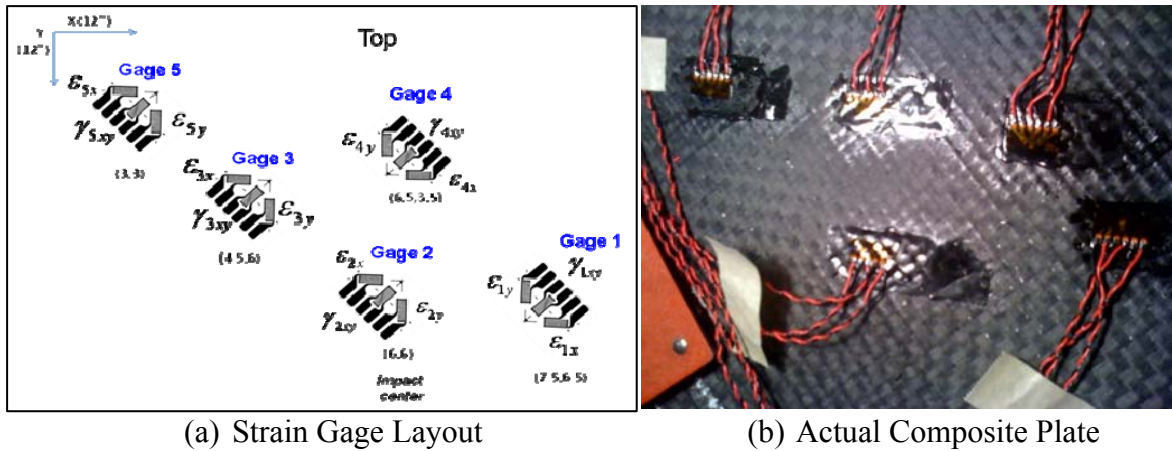 X(12")
Y
(12")
Top
Gage 5
ε5x
γ5xy
ε5y
(3,3)
Gage 4
γ4xy
ε4y
ε4x
(6.5,3.5)
Gage 3
ε3x
γ3xy
ε3y
(4.5,6)
Gage 2
ε2x
γ2xy
ε2y
(6,6)
Impact
center
Gage 1
γ1xy
ε1y
ε1x
(7.5,6.5)
(a) Strain Gage Layout
(b) Actual Composite Plate